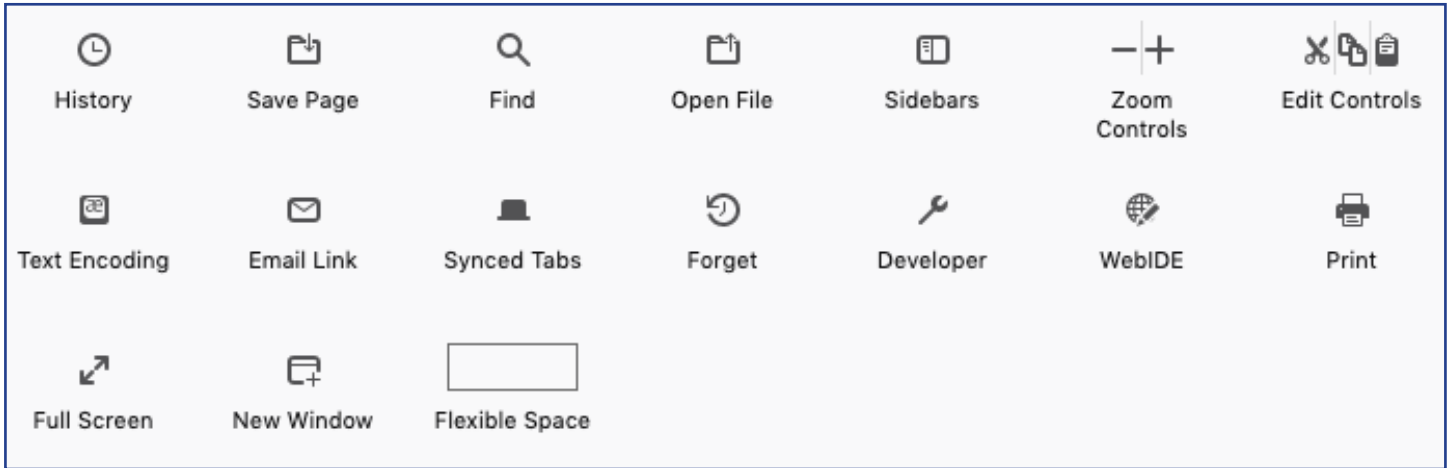 History
Save Page
Find
Open File
Sidebars
Zoom
Controls
Edit Controls
æ
Text Encoding
Email Link
Synced Tabs
Forget
Developer
WebIDE
Print
Full Screen
New Window
Flexible Space